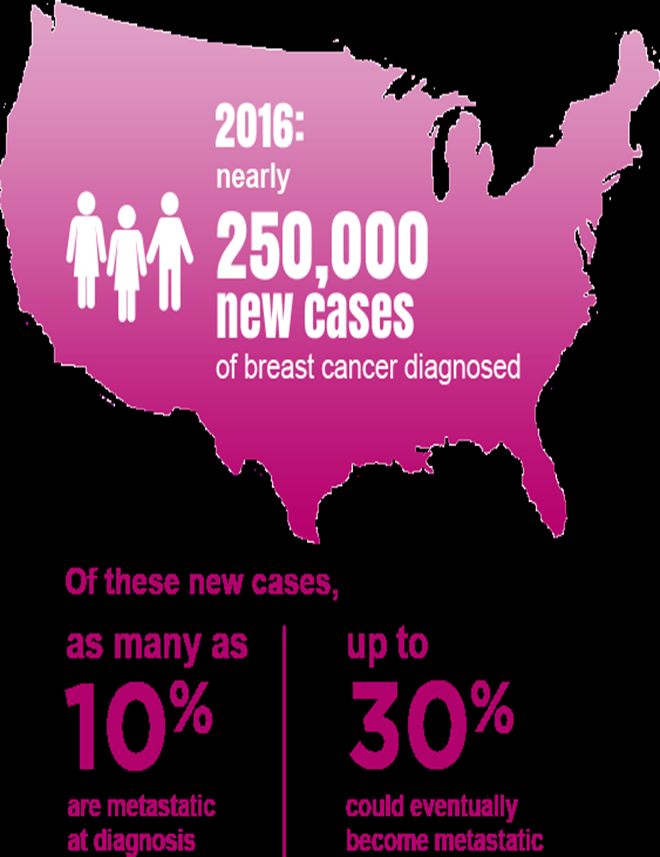 2016:
nearly
250,000
new cases
of breast cancer diagnosed
Of these new cases,
as many as
10%
are metastatic
at diagnosis
up to
30%
could eventually
become metastatic